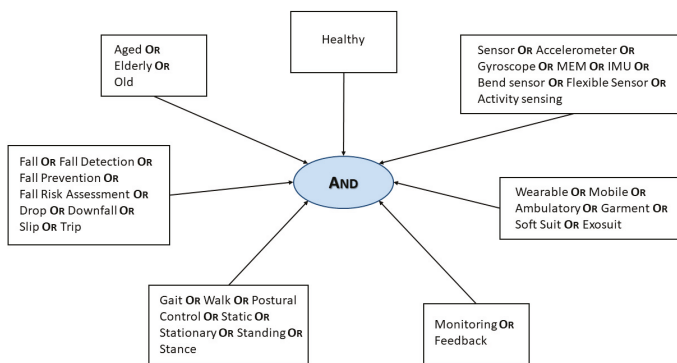 Aged OR
Elderly OR
Old
Healthy
Sensor OR Accelerometer OR
Gyroscope OR MEM OR IMU OR
Bend sensor OR Flexible Sensor OR
Activity sensing
Fall OR Fall Detection OR
Fall Prevention OR
Fall Risk Assessment OR
Drop OR Downfall OR
Slip OR Trip
AND
Wearable OR Mobile OR
Ambulatory OR Garment OR
Soft Suit OR Exosuit
Gait OR Walk OR Postural
Control OR Static OR
Stationary OR Standing OR
Stance
Monitoring OR
Feedback